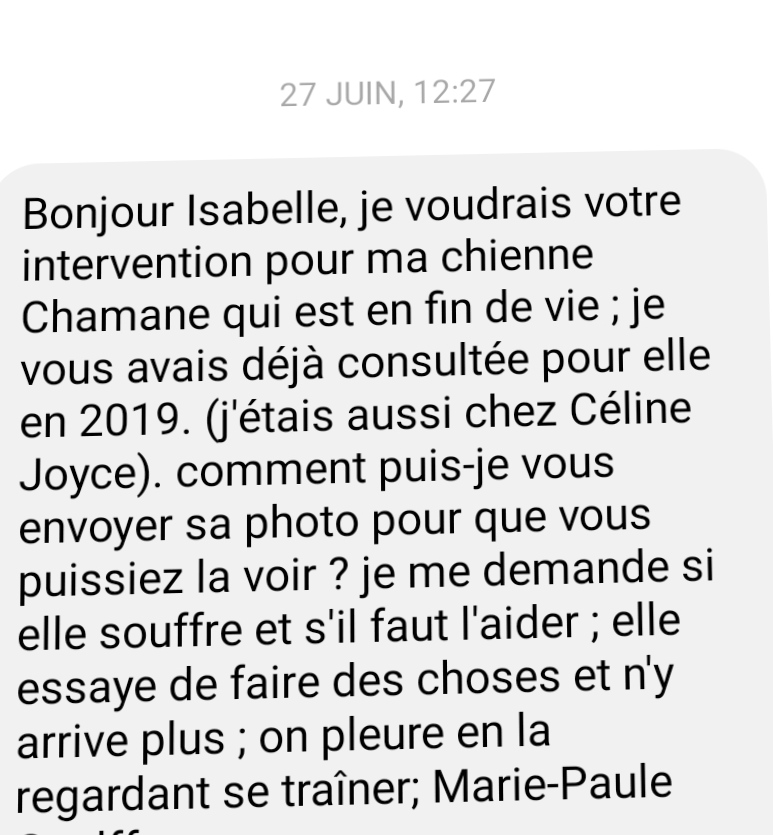 27 JUIN, 12:27
Bonjour Isabelle, je voudrais votre
intervention pour ma chienne
Chamane qui est en fin de vie ; je
vous avais déjà consultée pour elle
en 2019. (j'étais aussi chez Céline
Joyce). comment puis-je vous
envoyer sa photo pour que vous
puissiez la voir ? je me demande si
elle souffre et s'il faut l'aider ; elle
essaye de faire des choses et n'y
arrive plus ; on pleure en la
regardant se traîner; Marie-Paule